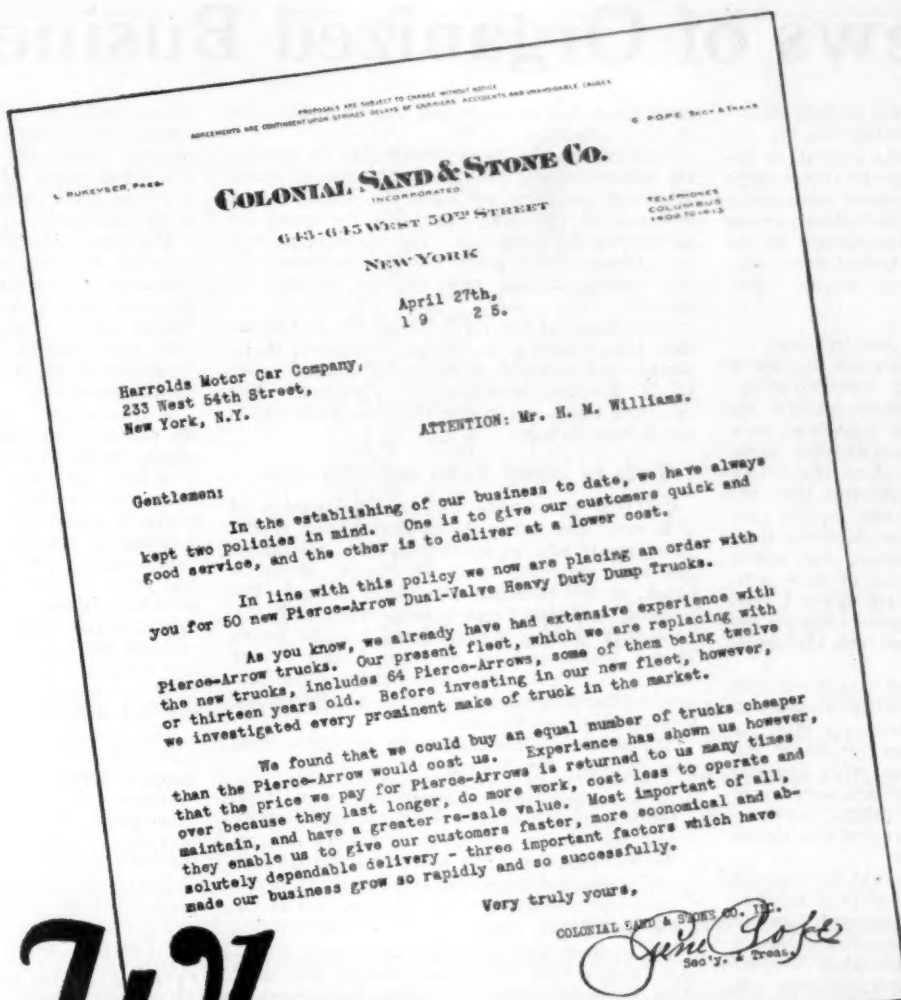 ews of Organized Busine
PROPOSALS ARE SUBJECT TO CHANGE WITHOUT NOTICE
AGREEMENTS ARE CONTINGENT UPON STRIKES DELAYS OF CARRIERS, ACCIDENTS AND UNAVOIDABLE CAUSES
L. RUKEYSER, PRES.
G. POPE SECY & TREAS
COLONIAL SAND & STONE CO.
INCORPORATED
643-645 WEST 50TH STREET
TELEPHONES
COLUMBUS
1900 TO 1913
NEW YORK
April 27th,
19 25.
Harrolds Motor Car Company,
233 West 54th Street,
New York, N.Y.
ATTENTION: Mr. H. M. Williams.
Gentlemen:
In the establishing of our business to date, we have always
kept two policies in mind. One is to give our customers quick and
good service, and the other is to deliver at a lower cost.
In line with this policy we now are placing an order with
you for 50 new Pierce-Arrow Dual-Valve Heavy Duty Dump Trucks.
As you know, we already have had extensive experience with
Pierce-Arrow trucks. Our present fleet, which we are replacing with
the new trucks, includes 64 Pierce-Arrows, some of them being twelve
or thirteen years old. Before investing in our new fleet, however,
we investigated every prominent make of truck in the market.
We found that we could buy an equal number of trucks cheaper
than the Pierce-Arrow would cost us. Experience has shown us however,
that the price we pay for Pierce-Arrows is returned to us many times
over because they last longer, do more work, cost less to operate and
maintain, and have a greater re-sale value. Most important of all,
they enable us to give our customers faster, more economical and ab-
solutely dependable delivery - three important factors which have
made our business grow so rapidly and so successfully.
Very truly yours,
COLONIAL SAND & STONE CO. INC.
Gene Pope
Sec'y. & Treas.